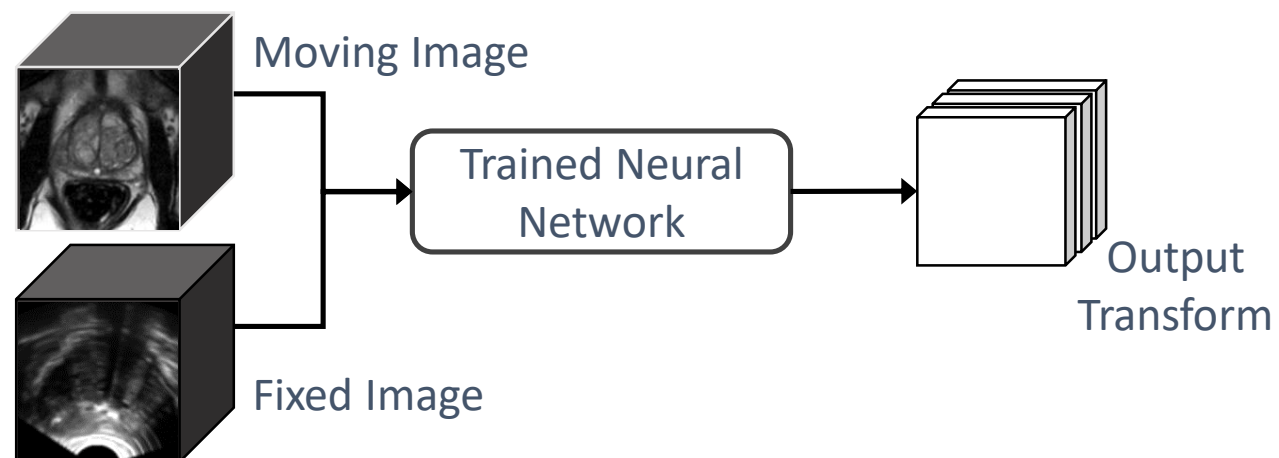 Moving Image
Trained Neural
Network
Output
Transform
Fixed Image